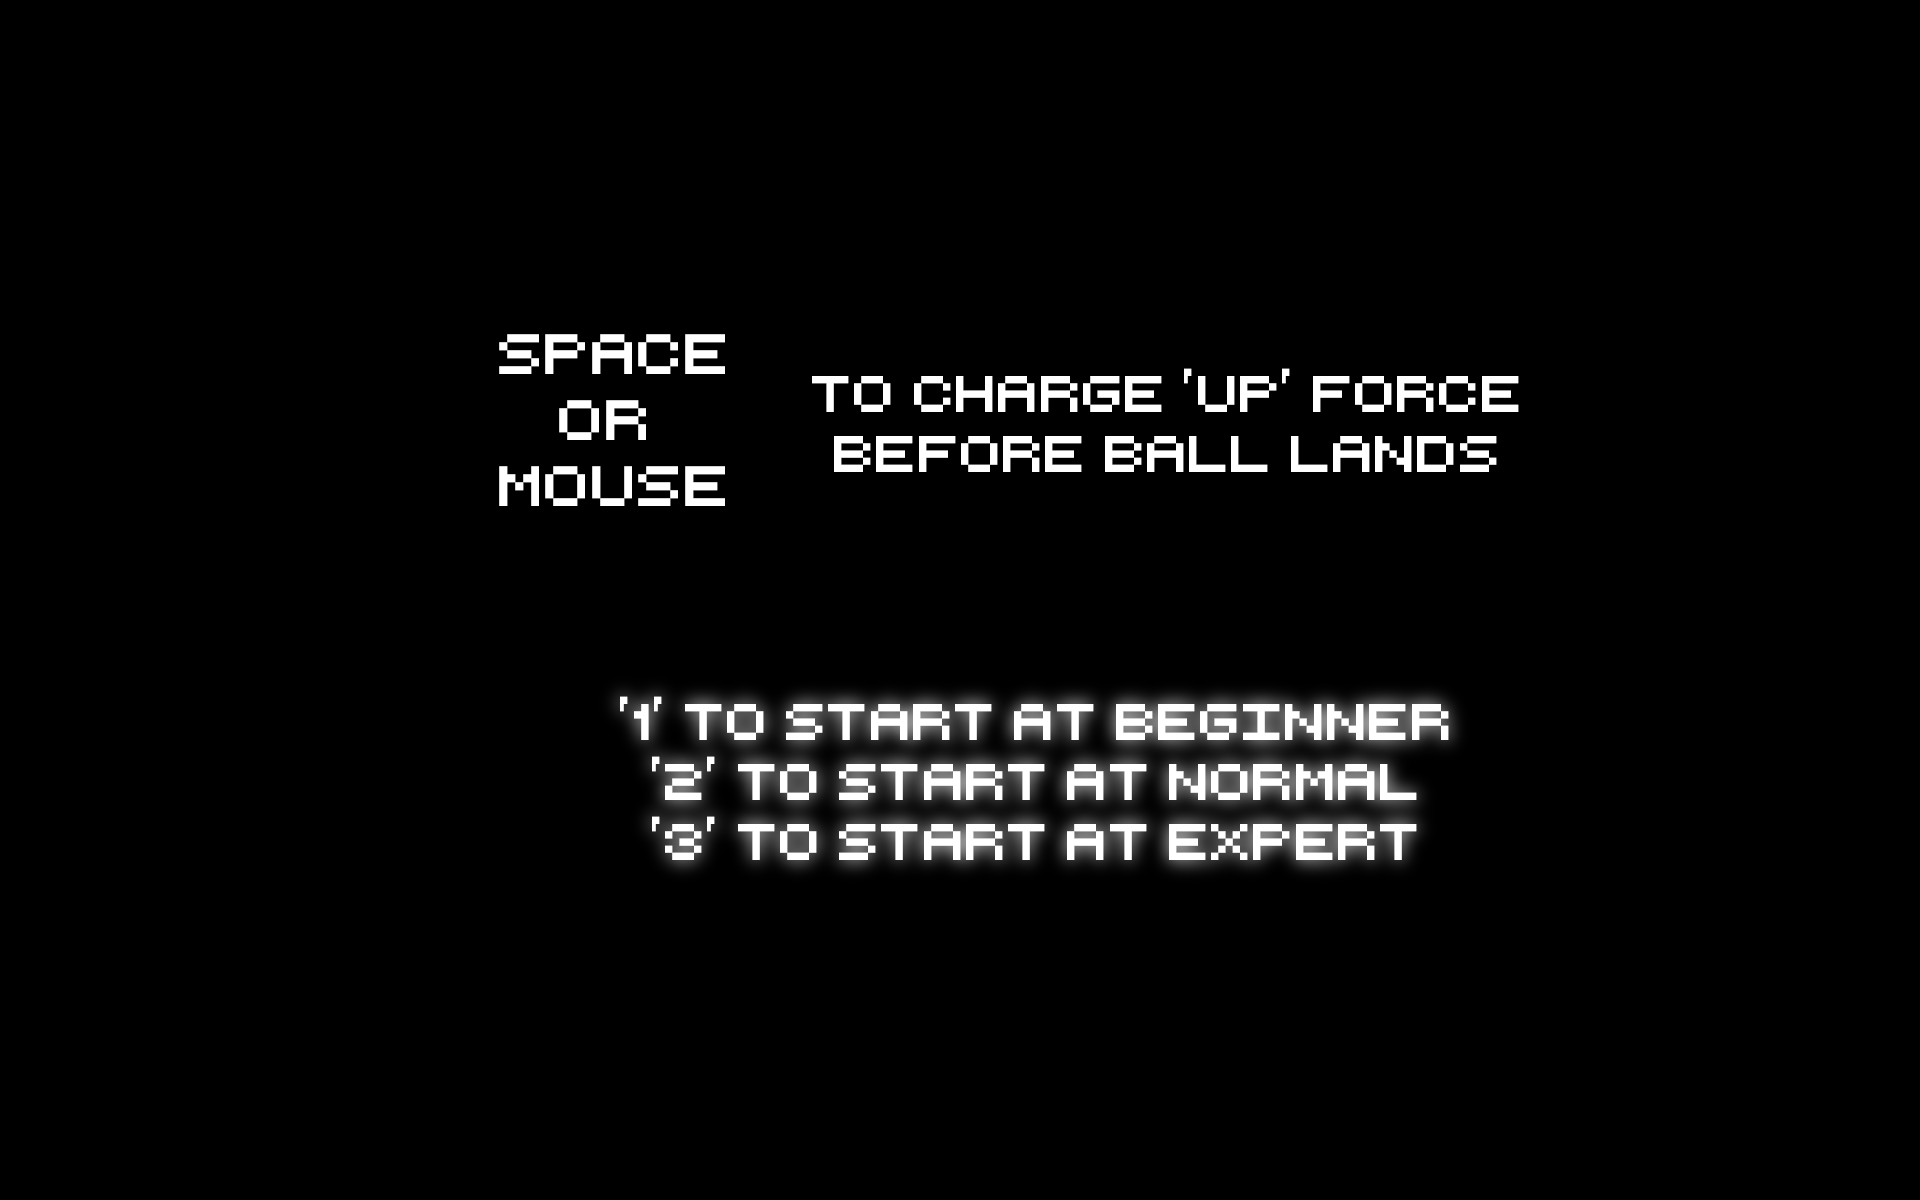 SPACE
OR
MOUSE
TO CHARGE 'UP' FORCE
BEFORE BALL LANDS
'1' TO START AT BEGINNER
'2' TO START AT NORMAL
'3' TO START AT EXPERT